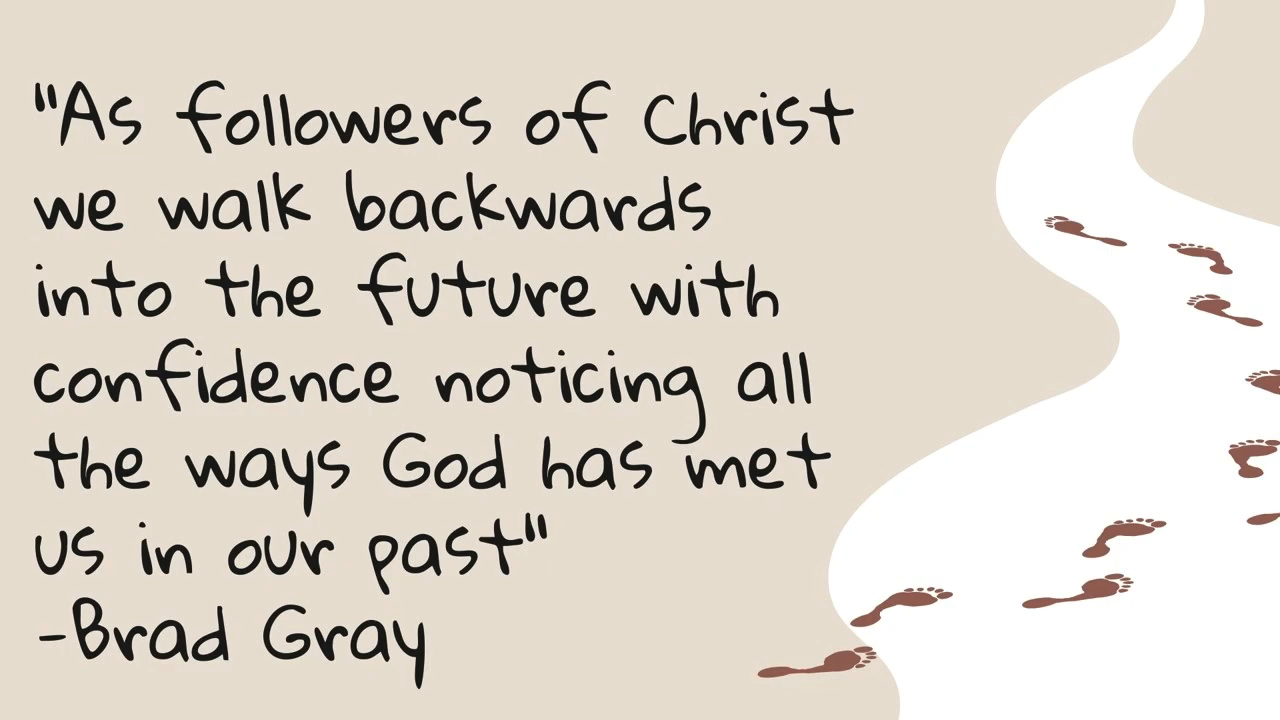 "As followers of Christ
we walk backwards
into the future with
confidence noticing all
the ways God has met
us in our past"
-Brad Gray